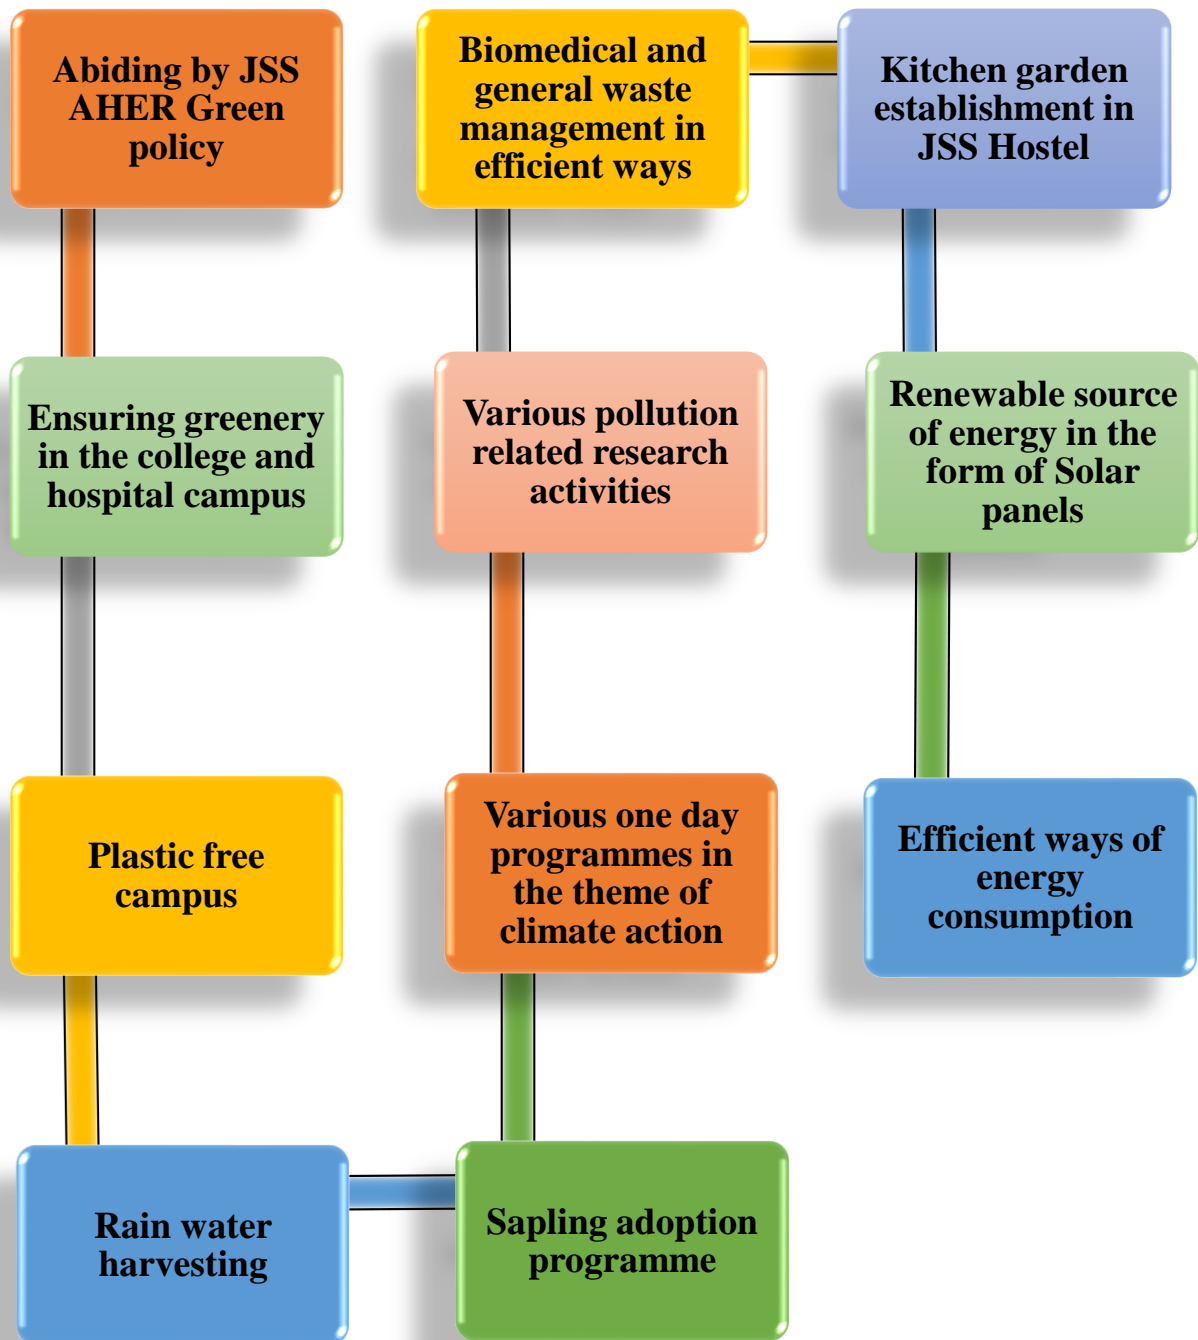 Abiding by JSS
AHER Green
policy
Ensuring greenery
in the college and
hospital campus
Plastic free
campus
Rain water
harvesting
Sapling adoption
programme
Various one day
programmes in
the theme of
climate action
Various pollution
related research
activities
Biomedical and
general waste
management in
efficient ways
Kitchen garden
establishment in
JSS Hostel
Renewable source
of energy in the
form of Solar
panels
Efficient ways of
energy
consumption